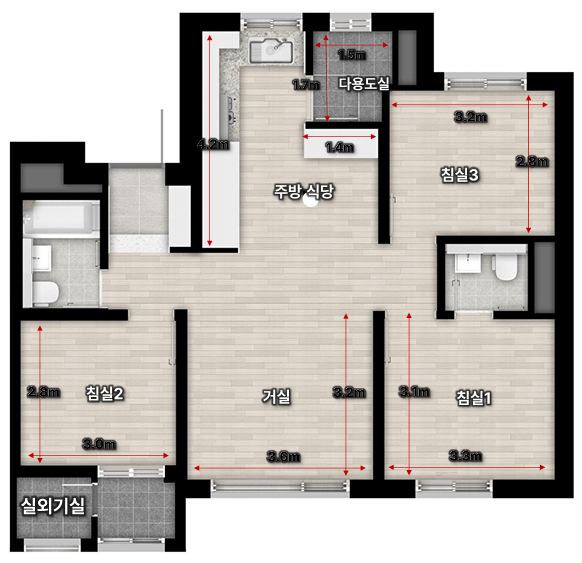 1.5m
1.7m
다용도실
4.2m
1.4m
3.2m
2.8m
침실3
주방 식당
2.8m
침실2
3.0m
거실
3.2m
3.6m
3.1m
침실1
3.3m
실외기실